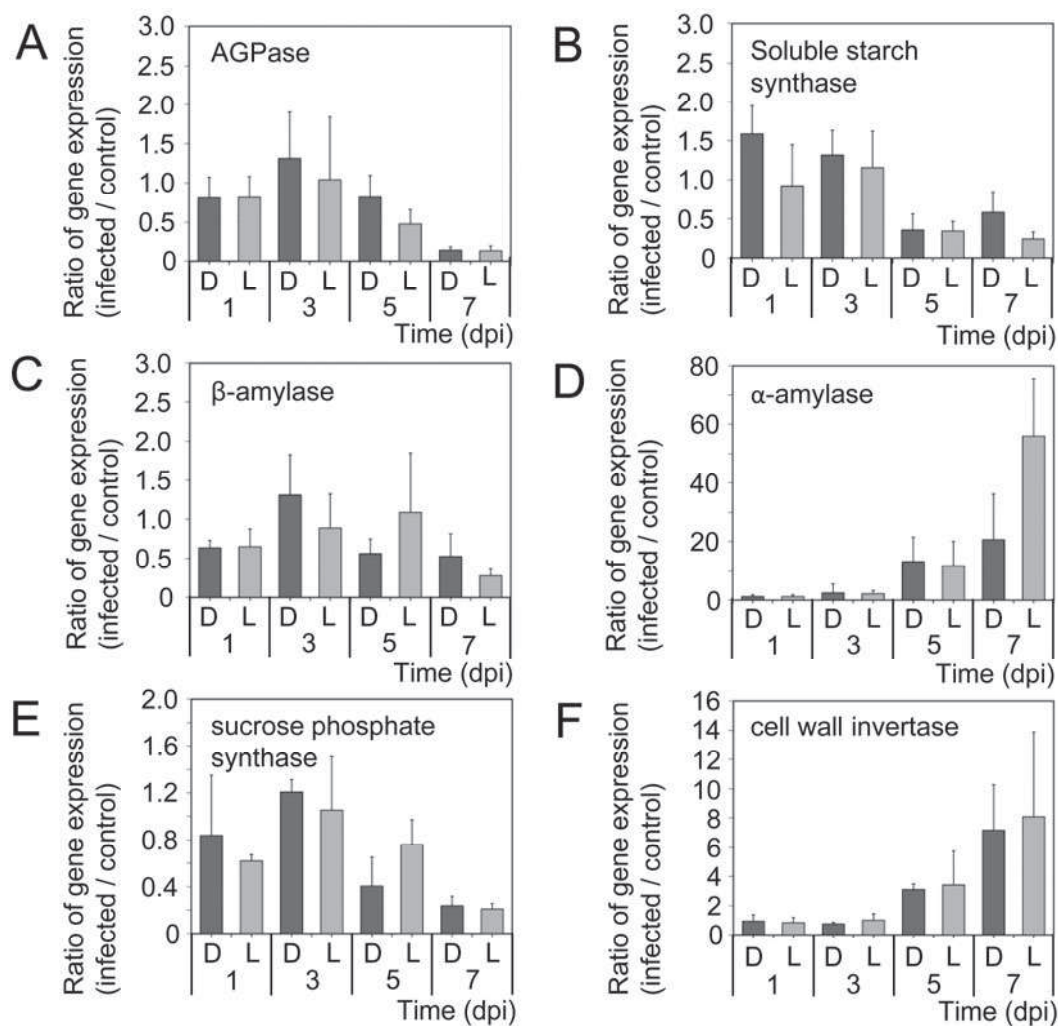 A
Ratio of gene expression
(infected / control)
3.0
2.5
2.0
1.5
1.0
0.5
0
AGPase
D L D L D L D L
1 3 5 7
Time (dpi)
B
Ratio of gene expression
(infected / control)
3.0
2.5
2.0
1.5
1.0
0.5
0
Soluble starch
synthase
D L D L D L D L
1 3 5 7
Time (dpi)
C
Ratio of gene expression
(infected / control)
3.0
2.5
2.0
1.5
1.0
0.5
0
β-amylase
D L D L D L D L
1 3 5 7
Time (dpi)
D
Ratio of gene expression
(infected / control)
80
60
40
20
0
α-amylase
D L D L D L D L
1 3 5 7
Time (dpi)
E
Ratio of gene expression
(infected / control)
2.0
1.6
1.2
0.8
0.4
0
sucrose phosphate
synthase
D L D L D L D L
1 3 5 7
Time (dpi)
F
Ratio of gene expression
(infected / control)
16
14
12
10
8
6
4
2
0
cell wall invertase
D L D L D L D L
1 3 5 7
Time (dpi)